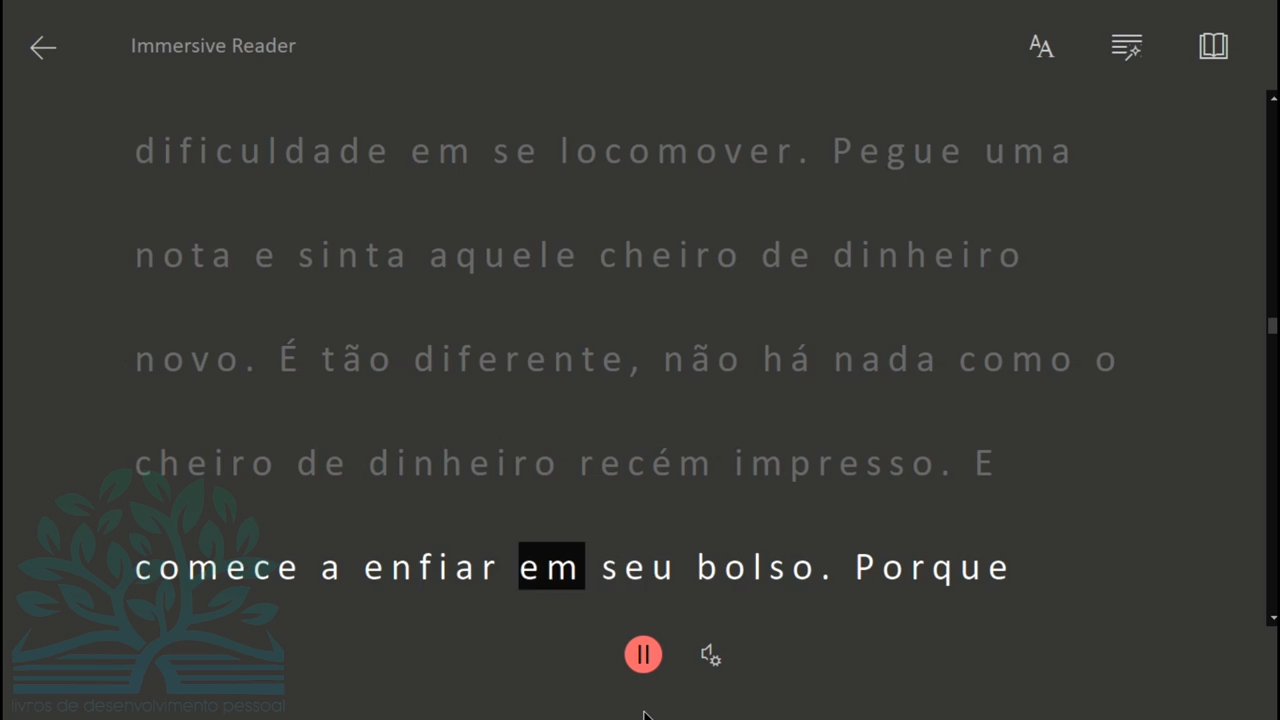 Immersive Reader
dificuldade em se locomover. Pegue uma
nota e sinta aquele cheiro de dinheiro
novo. É tão diferente, não há nada como o
cheiro de dinheiro recém impresso. E
comece a enfiar em seu bolso. Porque
livros de desenvolvimento pessoal